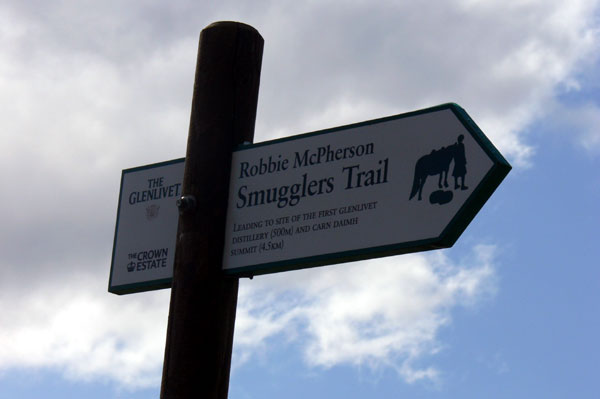 THE
GLENLIVET
THE CROWN
ESTATE
Robbie McPherson
Smugglers Trail
LEADING TO SITE OF THE FIRST GLENLIVET
DISTILLERY (500M) AND CARN DAIMH
SUMMIT (4.5KM)